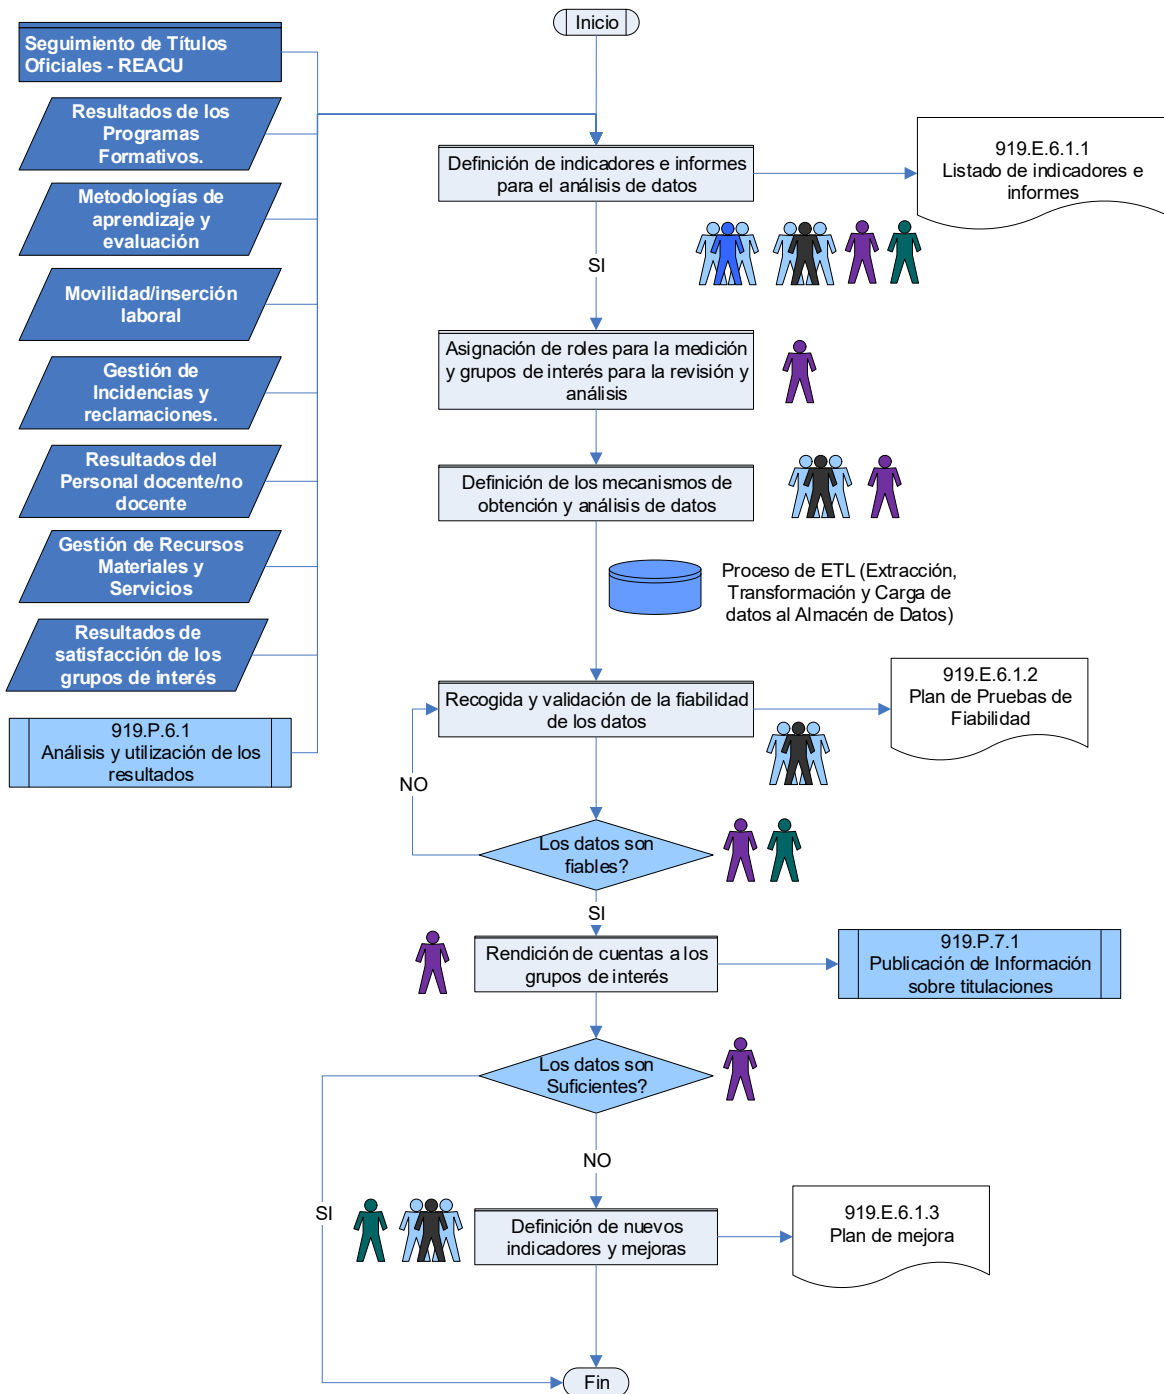 Inicio
Seguimiento de Títulos
Oficiales - REACU
Resultados de los
Programas
Formativos.
Metodologías de
aprendizaje y
evaluación
Movilidad/inserción
laboral
Gestión de
Incidencias y
reclamaciones.
Resultados del
Personal docente/no
docente
Gestión de Recursos
Materiales y
Servicios
Resultados de
satisfacción de los
grupos de interés
919.P.6.1
Análisis y utilización de los
resultados
Definición de indicadores e informes
para el análisis de datos
919.E.6.1.1
Listado de indicadores e
informes
SI
Asignación de roles para la medición
y grupos de interés para la revisión y
análisis
Definición de los mecanismos de
obtención y análisis de datos
Proceso de ETL (Extracción,
Transformación y Carga de
datos al Almacén de Datos)
Recogida y validación de la fiabilidad
de los datos
919.E.6.1.2
Plan de Pruebas de
Fiabilidad
NO
Los datos son
fiables?
SI
Rendición de cuentas a los
grupos de interés
919.P.7.1
Publicación de Información
sobre titulaciones
Los datos son
Suficientes?
NO
SI
Definición de nuevos
indicadores y mejoras
919.E.6.1.3
Plan de mejora
Fin